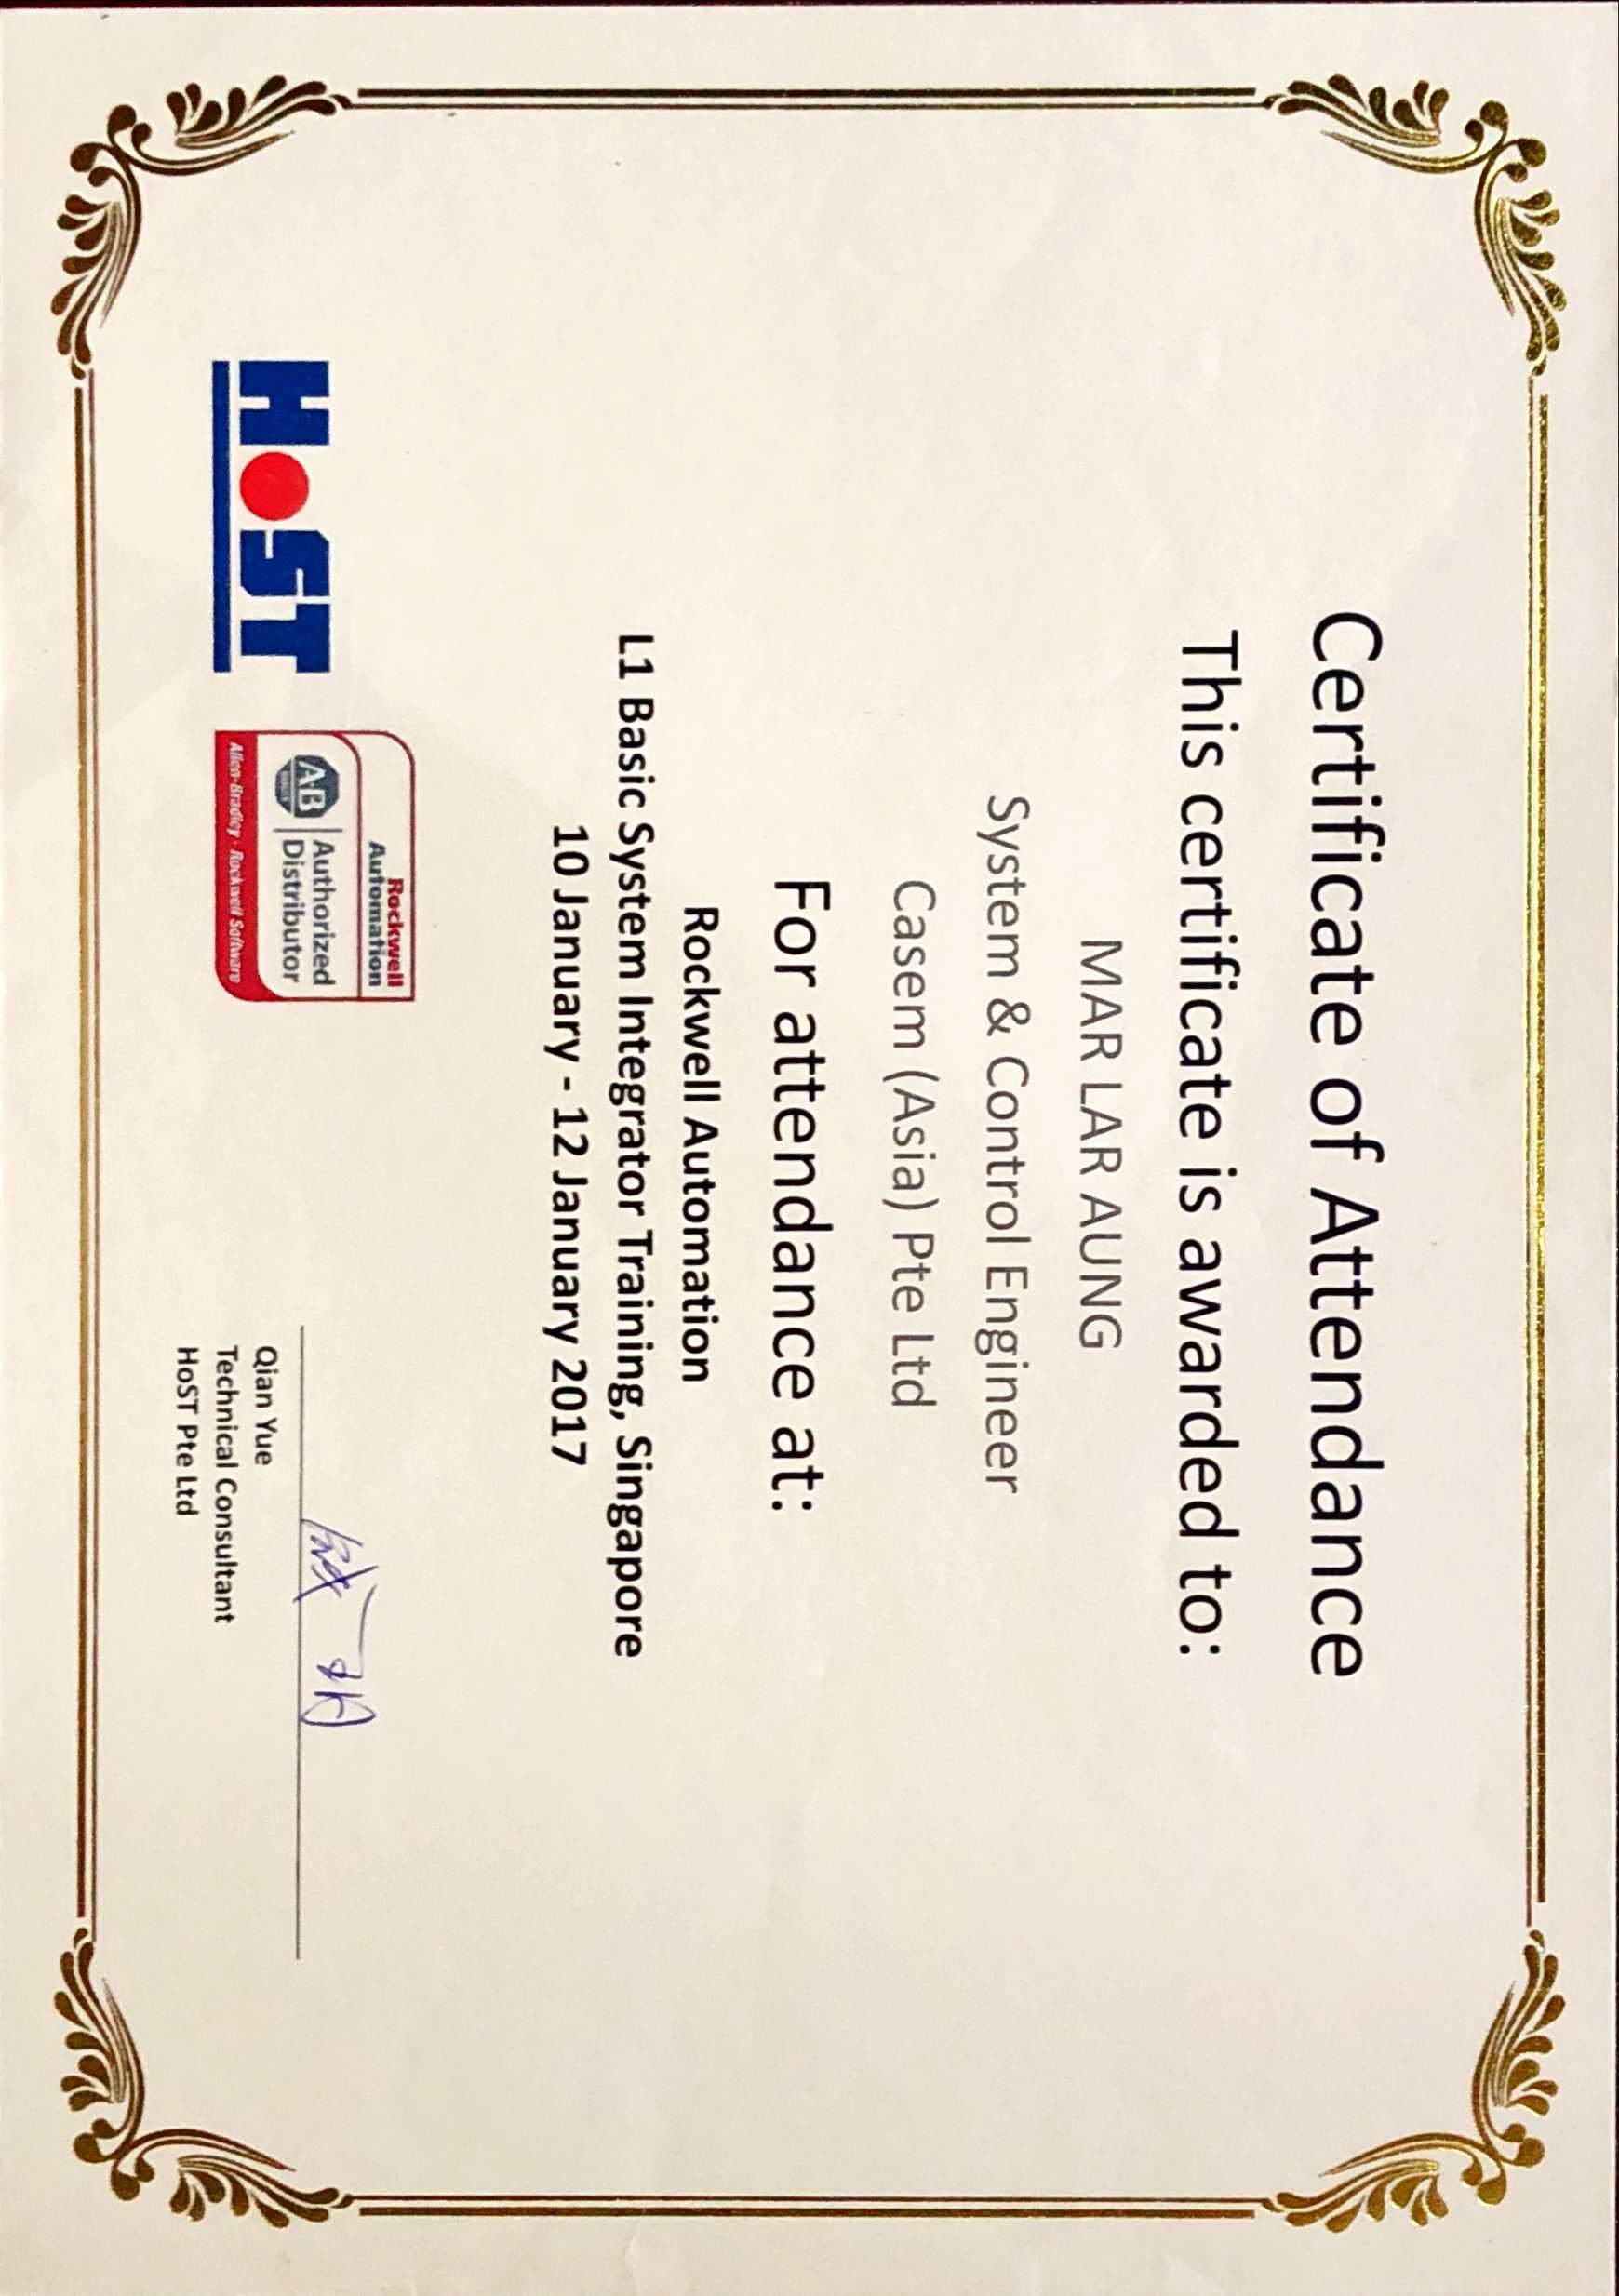 Certificate of Attendance
This certificate is awarded to:
MAR LAR AUNG
System & Control Engineer
Casem (Asia) Pte Ltd
For attendance at:
Rockwell Automation
L1 Basic System Integrator Training, Singapore
10 January - 12 January 2017
HOST
Rockwell
Automation
AB
Authorized
Distributor
Allen-Bradley · Rockwell Software
Qian Yue
Technical Consultant
HoST Pte Ltd